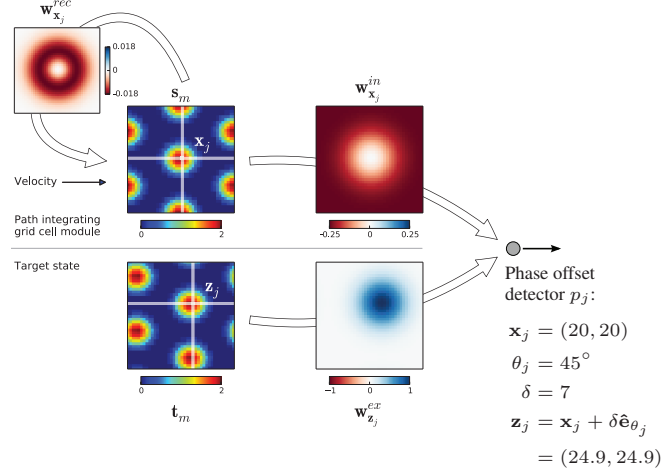 w^{rec}_{x_j}
0.018
0
-0.018
s_m
w^{in}_{x_j}
x_j
Velocity
Path integrating
grid cell module
0 2
−0.25 0 0.25
Target state
z_j
Phase offset
detector p_j:
x_j = (20, 20)
θ_j = 45°
δ = 7
z_j = x_j + δê_{θ_j}
= (24.9, 24.9)
0 2
−1 0 1
t_m
w^{ex}_{z_j}